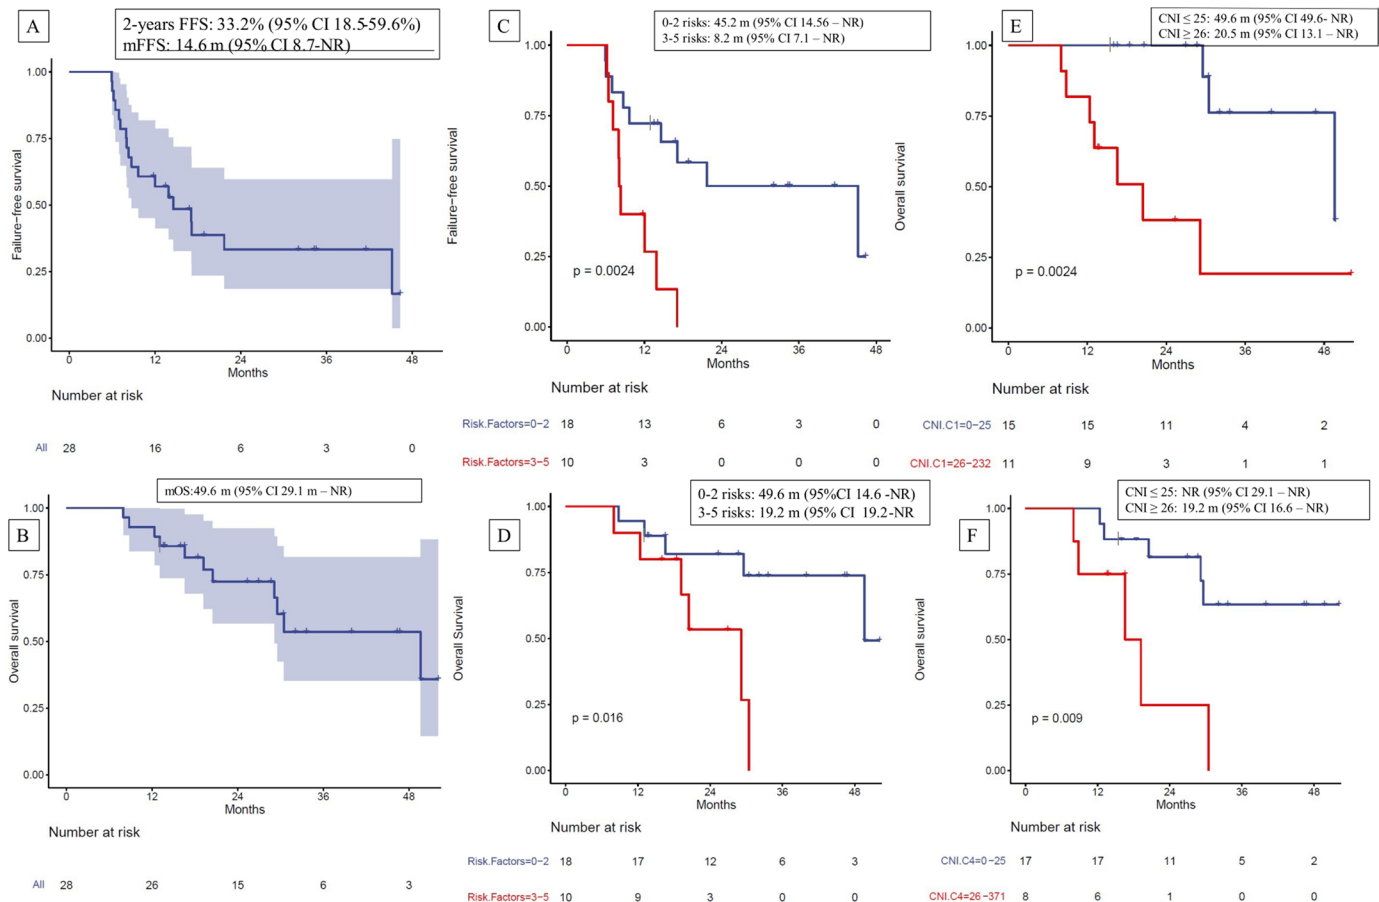 A
2-years FFS: 33.2% (95% CI 18.5-59.6%)
mFFS: 14.6 m (95% CI 8.7-NR)
Failure-free survival
1.00
0.75
0.50
0.25
0.00
0 12 24 36 48
Months
Number at risk
All 28 16 6 3 0
B
mOS:49.6 m (95% CI 29.1 m – NR)
Overall survival
1.00
0.75
0.50
0.25
0.00
0 12 24 36 48
Months
Number at risk
All 28 26 15 6 3
C
0-2 risks: 45.2 m (95% CI 14.56 – NR)
3-5 risks: 8.2 m (95% CI 7.1 – NR)
Failure-free survival
1.00
0.75
0.50
0.25
0.00
p = 0.0024
0 12 24 36 48
Months
Number at risk
Risk.Factors=0-2 18 13 6 3 0
Risk.Factors=3-5 10 3 0 0 0
D
0-2 risks: 49.6 m (95%CI 14.6 -NR)
3-5 risks: 19.2 m (95% CI 19.2-NR
Overall Survival
1.00
0.75
0.50
0.25
0.00
p = 0.016
0 12 24 36 48
Months
Number at risk
Risk.Factors=0-2 18 17 12 6 3
Risk.Factors=3-5 10 9 3 0 0
E
CNI ≤ 25: 49.6 m (95% CI 49.6- NR)
CNI ≥ 26: 20.5 m (95% CI 13.1 – NR)
Overall survival
1.00
0.75
0.50
0.25
0.00
p = 0.0024
0 12 24 36 48
Months
Number at risk
CNI.C1=0-25 15 15 11 4 2
CNI.C1=26-232 11 9 3 1 1
F
CNI ≤ 25: NR (95% CI 29.1 – NR)
CNI ≥ 26: 19.2 m (95% CI 16.6 – NR)
Overall survival
1.00
0.75
0.50
0.25
0.00
p = 0.009
0 12 24 36 48
Months
Number at risk
CNI.C4=0-25 17 17 11 5 2
CNI.C4=26-371 8 6 1 0 0